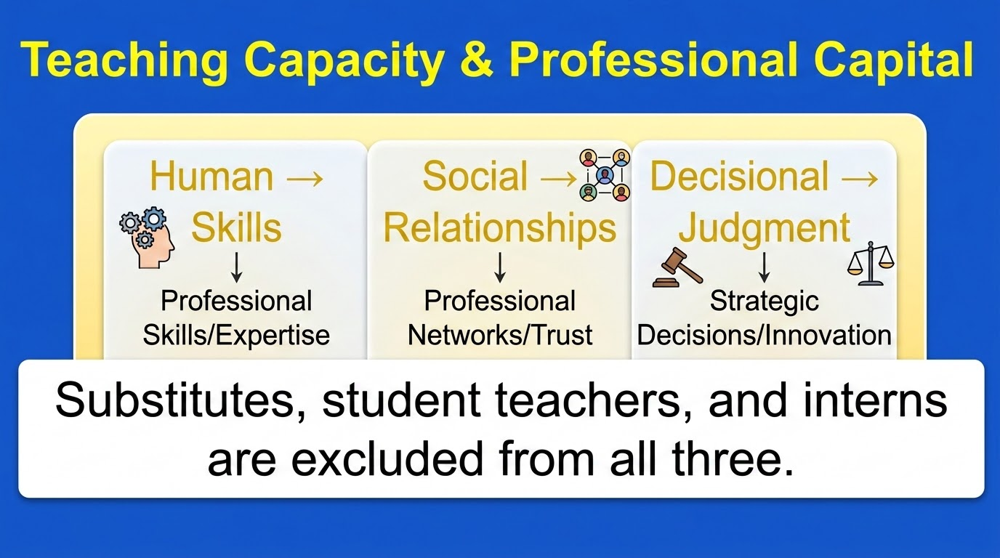 Teaching Capacity & Professional Capital
Human →
Skills
↓
Professional
Skills/Expertise
Social →
Relationships
↓
Professional
Networks/Trust
Decisional →
Judgment
↓
Strategic
Decisions/Innovation
Substitutes, student teachers, and interns
are excluded from all three.